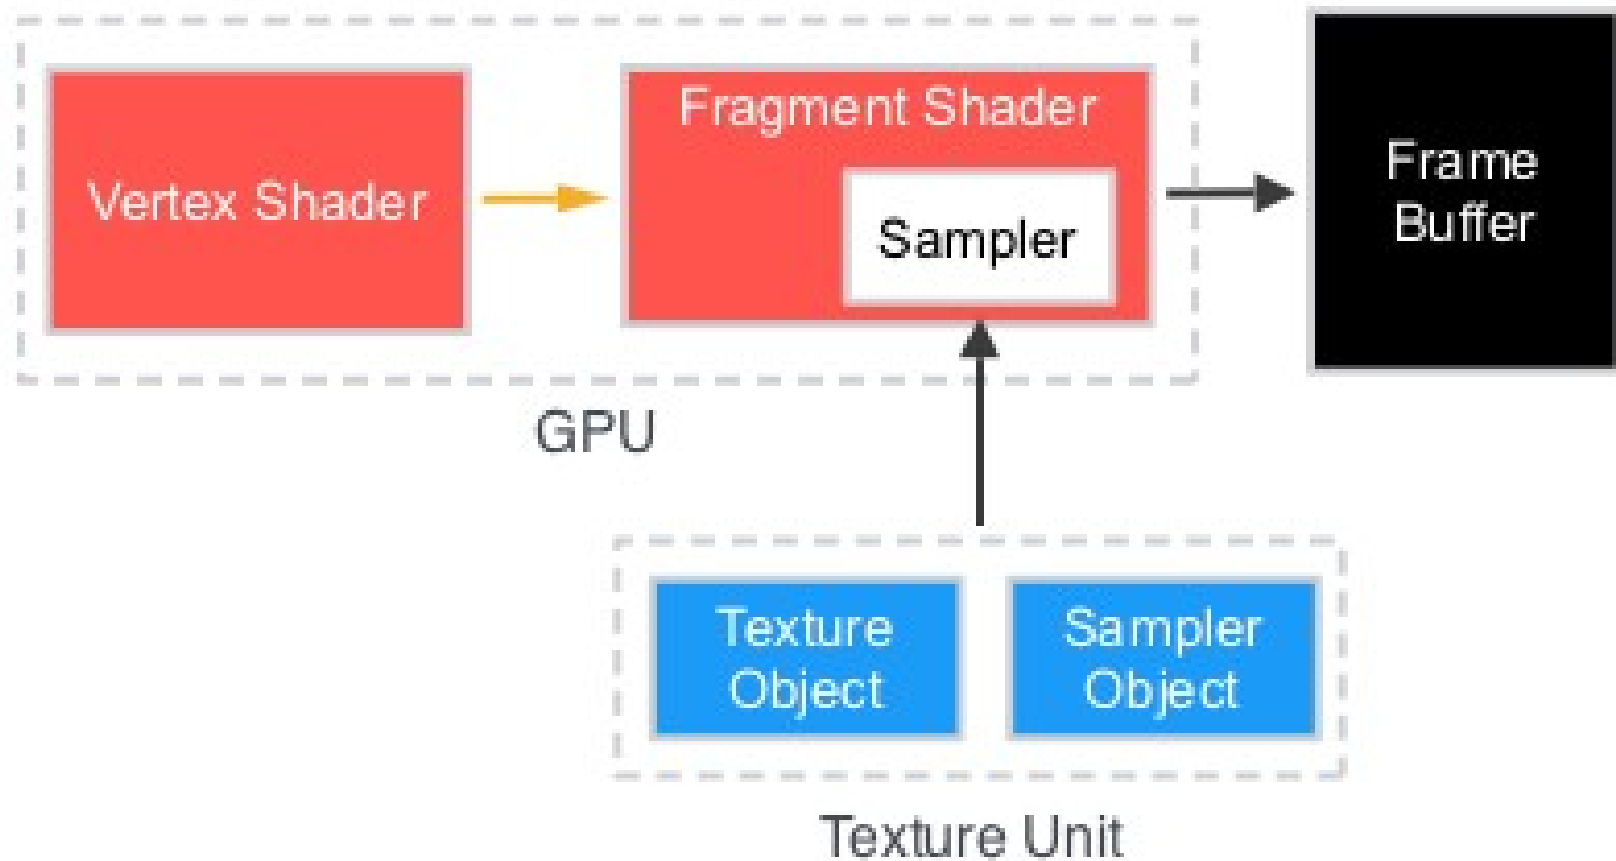 Vertex Shader
Fragment Shader
Sampler
Frame
Buffer
GPU
Texture
Object
Sampler
Object
Texture Unit